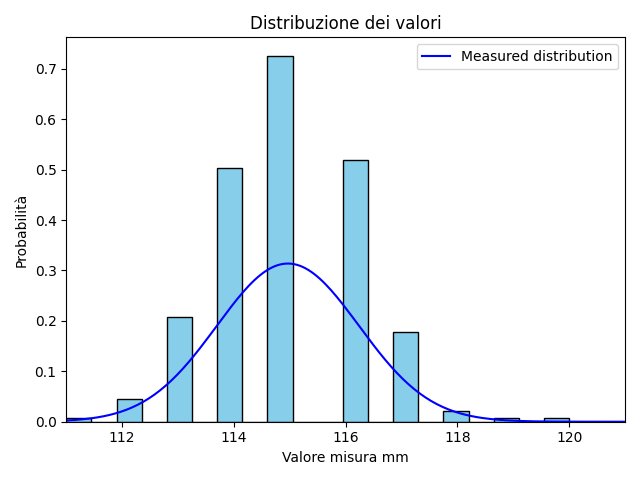 Distribuzione dei valori
Measured distribution
Probabilità
0.7
0.6
0.5
0.4
0.3
0.2
0.1
0.0
112 114 116 118 120
Valore misura mm